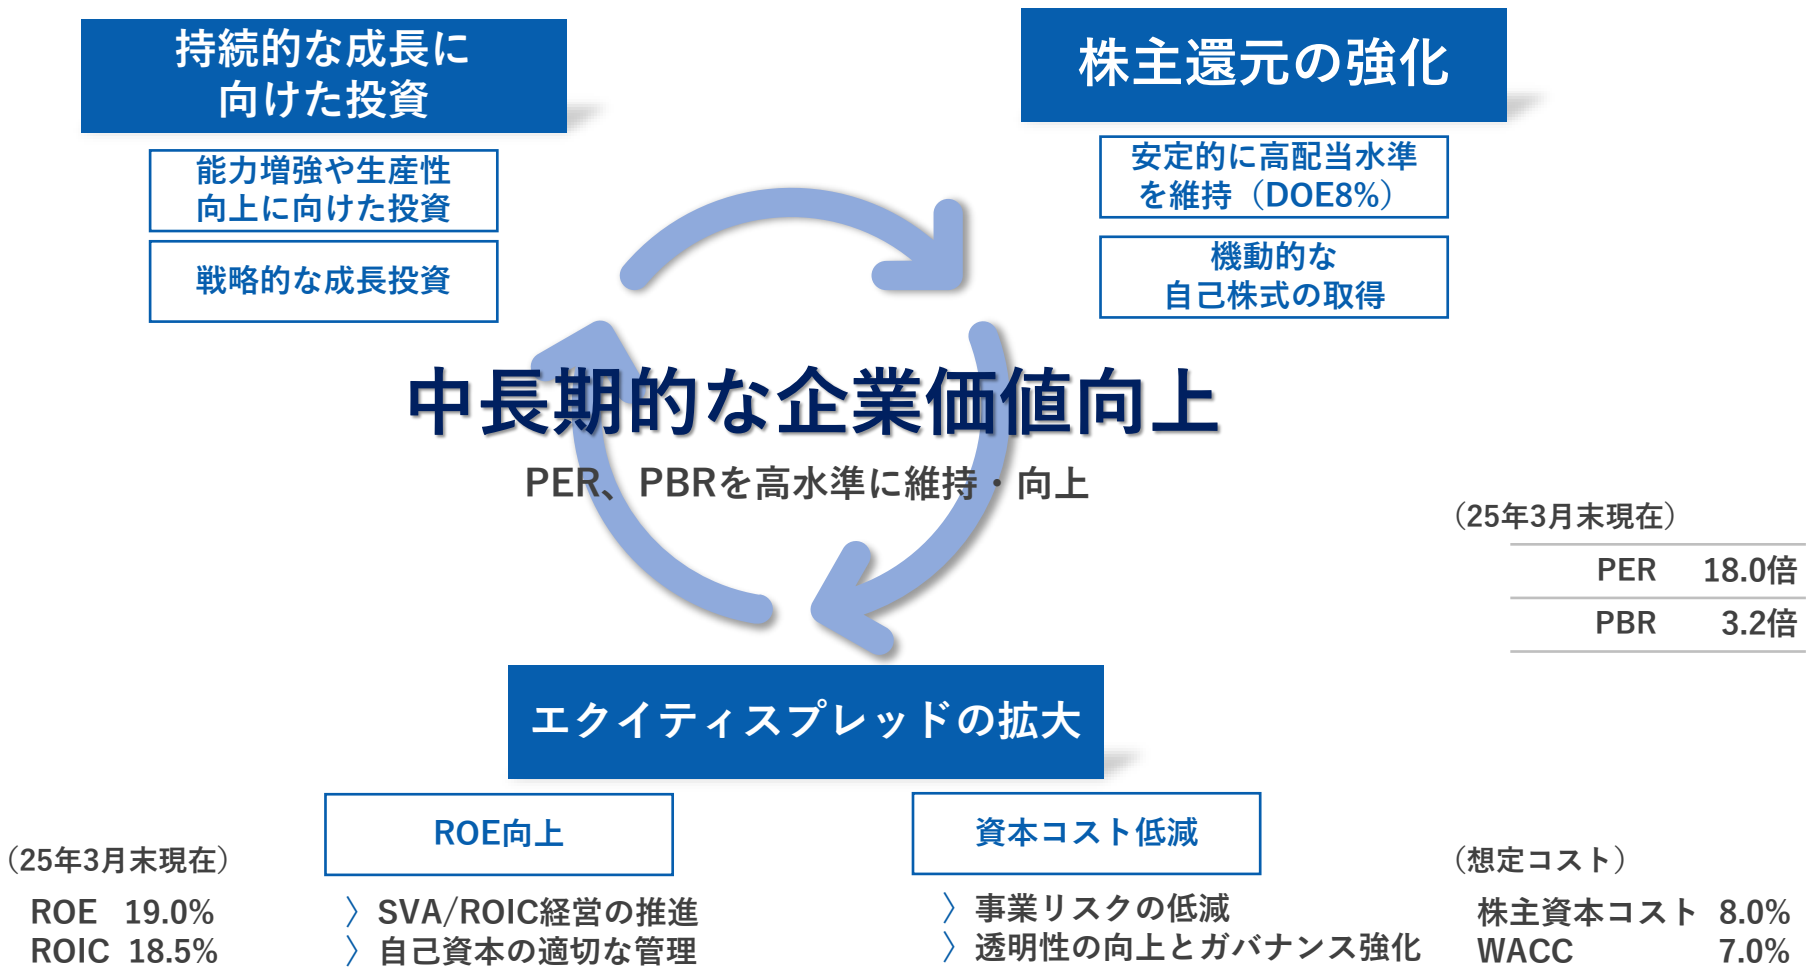 持続的な成長に
向けた投資
能力増強や生産性
向上に向けた投資
戦略的な成長投資
株主還元の強化
安定的に高配当水準
を維持（DOE8%）
機動的な
自己株式の取得
中長期的な企業価値向上
PER、PBRを高水準に維持・向上
（25年3月末現在）
PER 18.0倍
PBR 3.2倍
エクイティスプレッドの拡大
ROE向上
〉SVA/ROIC経営の推進
〉自己資本の適切な管理
（25年3月末現在）
ROE 19.0%
ROIC 18.5%
資本コスト低減
〉事業リスクの低減
〉透明性の向上とガバナンス強化
（想定コスト）
株主資本コスト 8.0%
WACC 7.0%